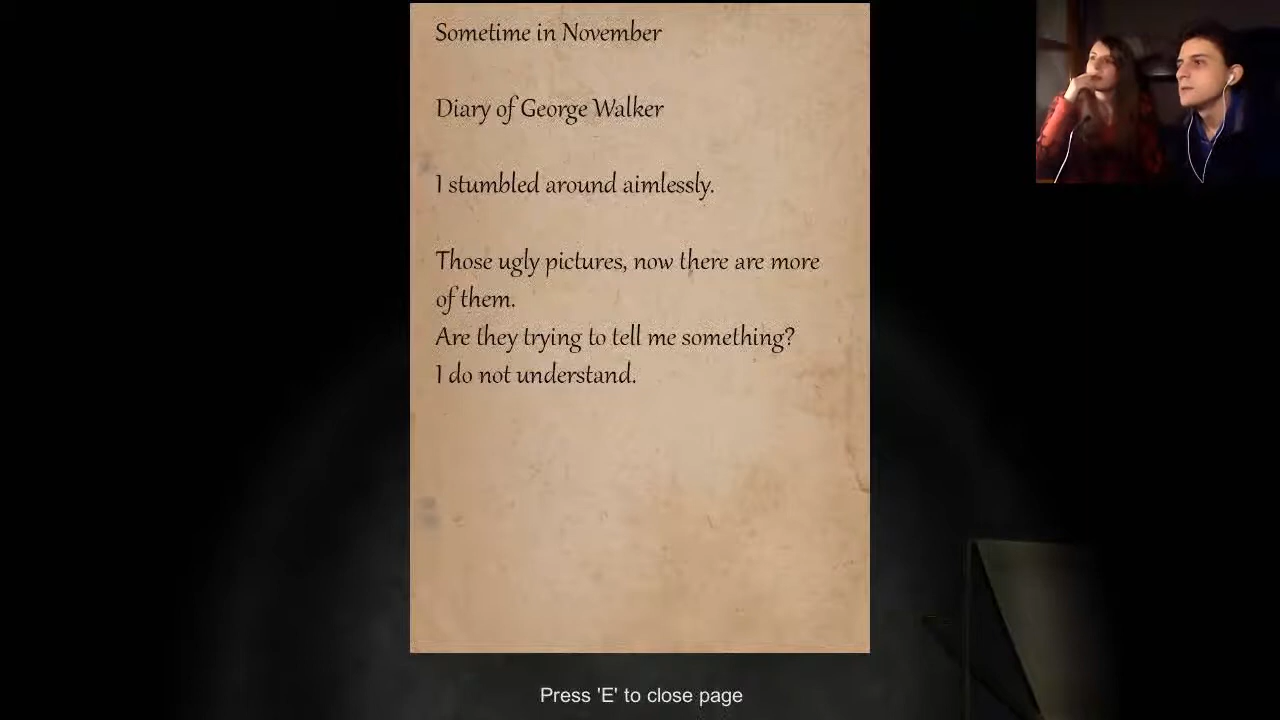 Sometime in November
Diary of George Walker
I stumbled around aimlessly.
Those ugly pictures, now there are more
of them.
Are they trying to tell me something?
I do not understand.
Press 'E' to close page